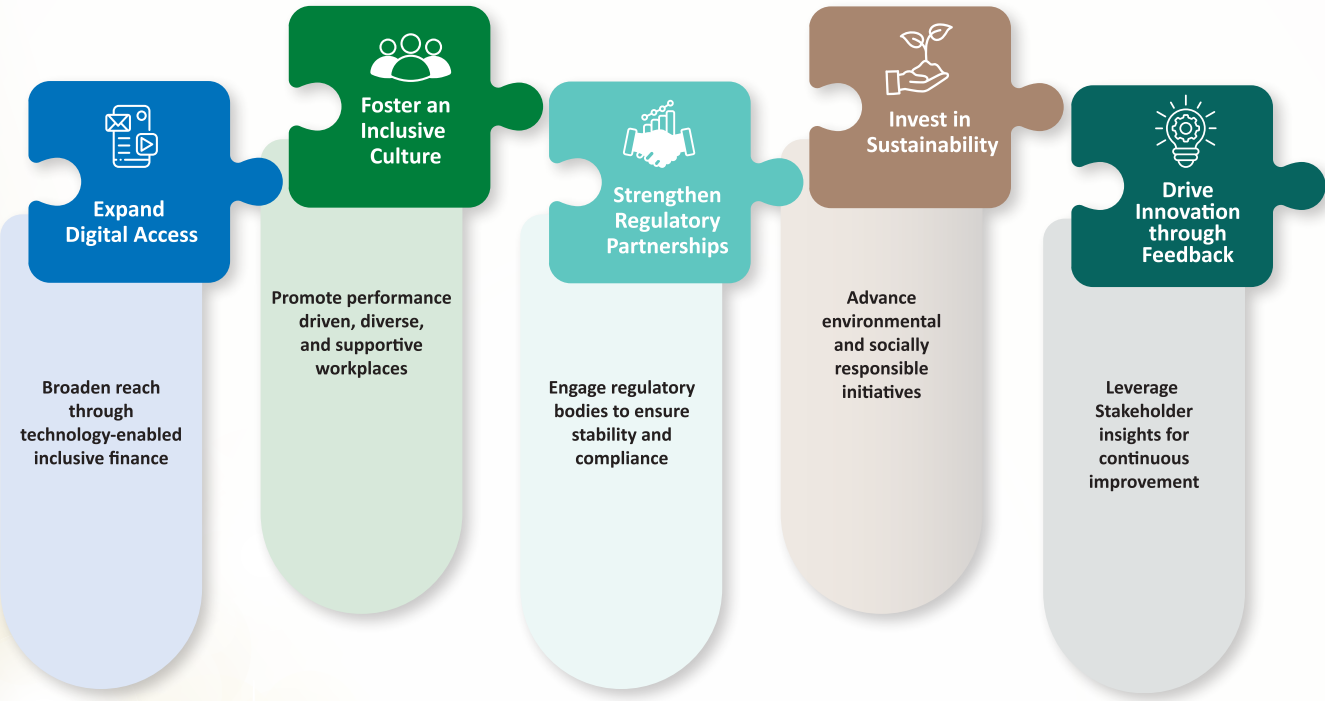 Expand
Digital Access
Broaden reach
through
technology-enabled
inclusive finance
Foster an
Inclusive
Culture
Promote performance
driven, diverse,
and supportive
workplaces
Strengthen
Regulatory
Partnerships
Engage regulatory
bodies to ensure
stability and
compliance
Invest in
Sustainability
Advance
environmental
and socially
responsible
initiatives
Drive
Innovation
through
Feedback
Leverage
Stakeholder
insights for
continuous
improvement